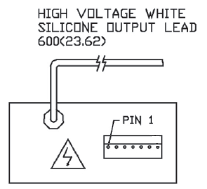 HIGH VOLTAGE WHITE
SILICONE OUTPUT LEAD
600(23.62)
PIN 1